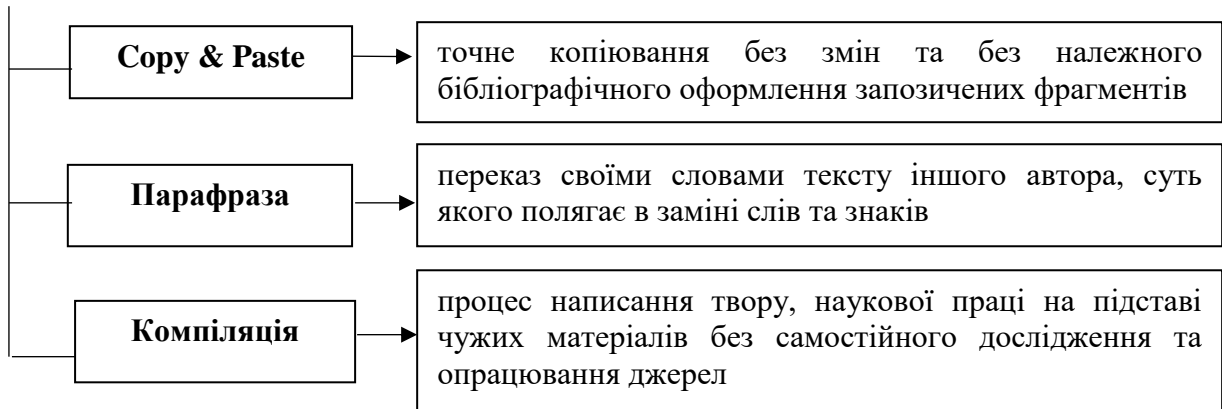 Copy & Paste
точне копіювання без змін та без належного
бібліографічного оформлення запозичених фрагментів
Парафраза
переказ своїми словами тексту іншого автора, суть
якого полягає в заміні слів та знаків
Компіляція
процес написання твору, наукової праці на підставі
чужих матеріалів без самостійного дослідження та
опрацювання джерел